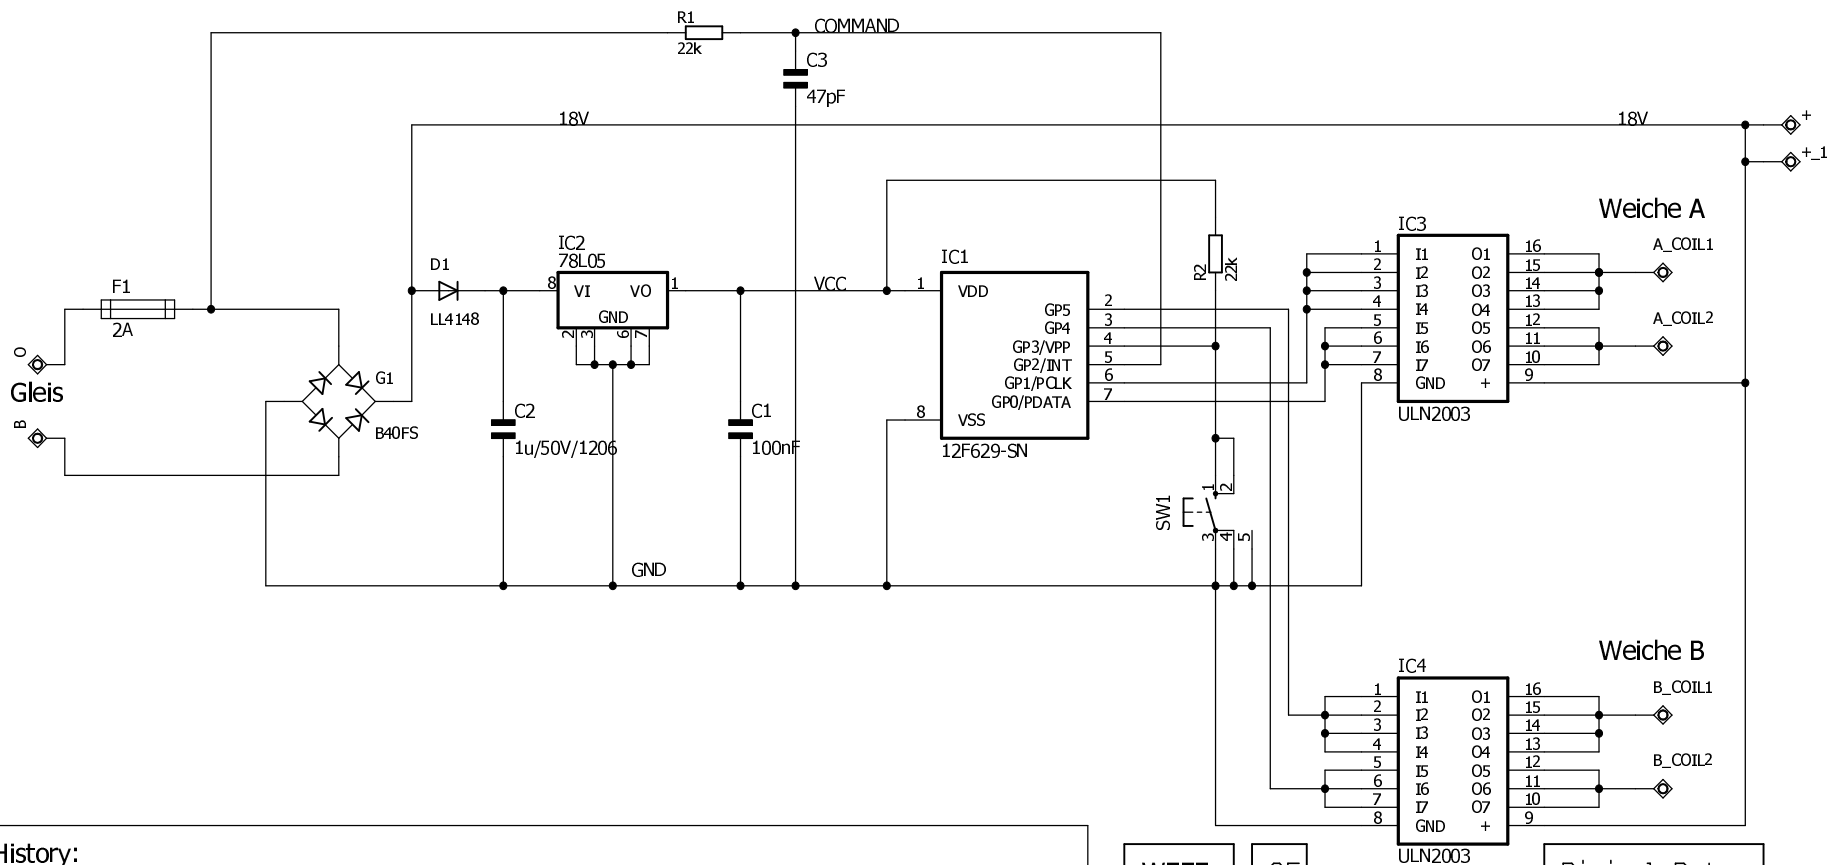 R1
22k
COMMAND
C3
47pF
18V
18V
+
+_1
Weiche A
IC3
A_COIL1
A_COIL2
1 I1 O1 16
2 I2 O2 15
3 I3 O3 14
4 I4 O4 13
5 I5 O5 12
6 I6 O6 11
7 I7 O7 10
8 GND + 9
ULN2003
F1
2A
O
Gleis
B
G1
B40FS
D1
LL4148
IC2
78L05
8 VI VO 1
GND
2 3 6 7
C2
1u/50V/1206
C1
100nF
VCC
GND
IC1
1 VDD
GP5 2
GP4 3
GP3/VPP 4
GP2/INT 5
GP1/PCLK 6
GP0/PDATA 7
8 VSS
12F629-SN
R2
22k
SW1
1 2
3 4 5
Weiche B
IC4
B_COIL1
B_COIL2
1 I1 O1 16
2 I2 O2 15
3 I3 O3 14
4 I4 O4 13
5 I5 O5 12
6 I6 O6 11
7 I7 O7 10
8 GND + 9
ULN2003
History: